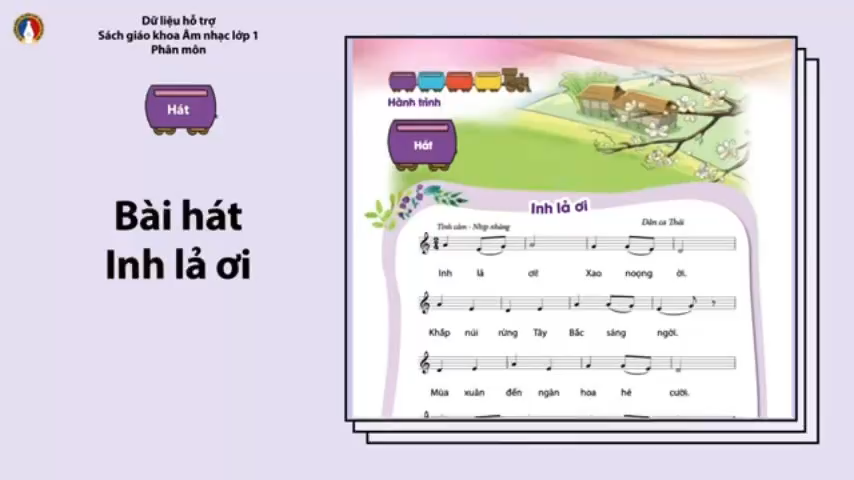 Dữ liệu hỗ trợ
Sách giáo khoa Âm nhạc lớp 1
Phân môn
Hát
Bài hát
Inh lả ơi
Hành trình
Hát
Inh lả ơi
Tình cảm - Nhịp nhàng
Dân ca Thái
Inh lả ơi! Xao noọng ời.
Khắp núi rừng Tây Bắc sáng ngời.
Mùa xuân đến ngàn hoa hé cười.